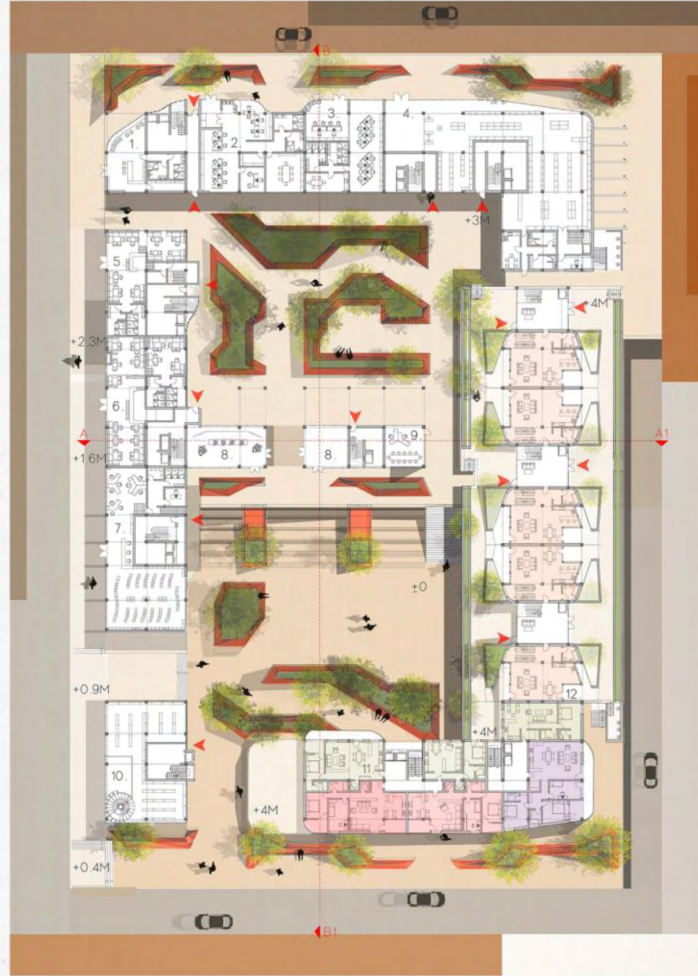 B
1.
2.
3.
4.
+3M
5
+4M
+2.3M
6.
A
A1
8.
8.
9.
+1.6M
7.
±0
+0.9M
12
+4M
11
10.
+4M
+0.4M
B1